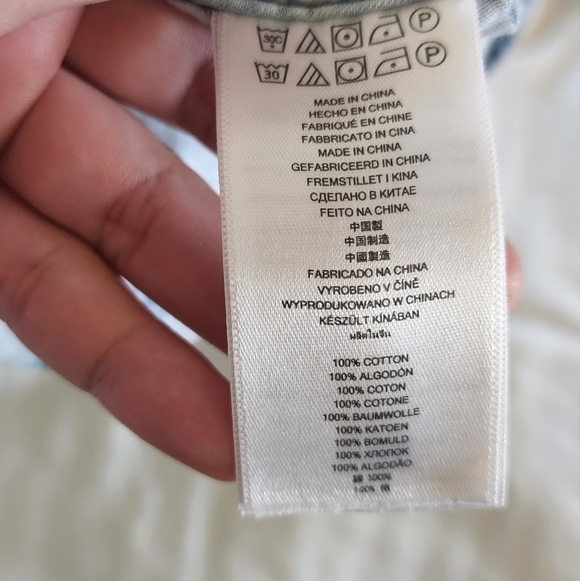 30C
P
30
P
MADE IN CHINA
HECHO EN CHINA
FABRIQUÉ EN CHINE
FABBRICATO IN CINA
MADE IN CHINA
GEFABRICEERD IN CHINA
FREMSTILLET I KINA
СДЕЛАНО В КИТАЕ
FEITO NA CHINA
中国製
中国制造
中國製造
FABRICADO NA CHINA
VYROBENO V ČÍNĚ
WYPRODUKOWANO W CHINACH
KÉSZÜLT KÍNÁBAN
ผลิตในจีน
100% COTTON
100% ALGODÓN
100% COTON
100% COTONE
100% BAUMWOLLE
100% KATOEN
100% BOMULD
100% ХЛОПОК
100% ALGODÃO
綿 100%
100% 棉